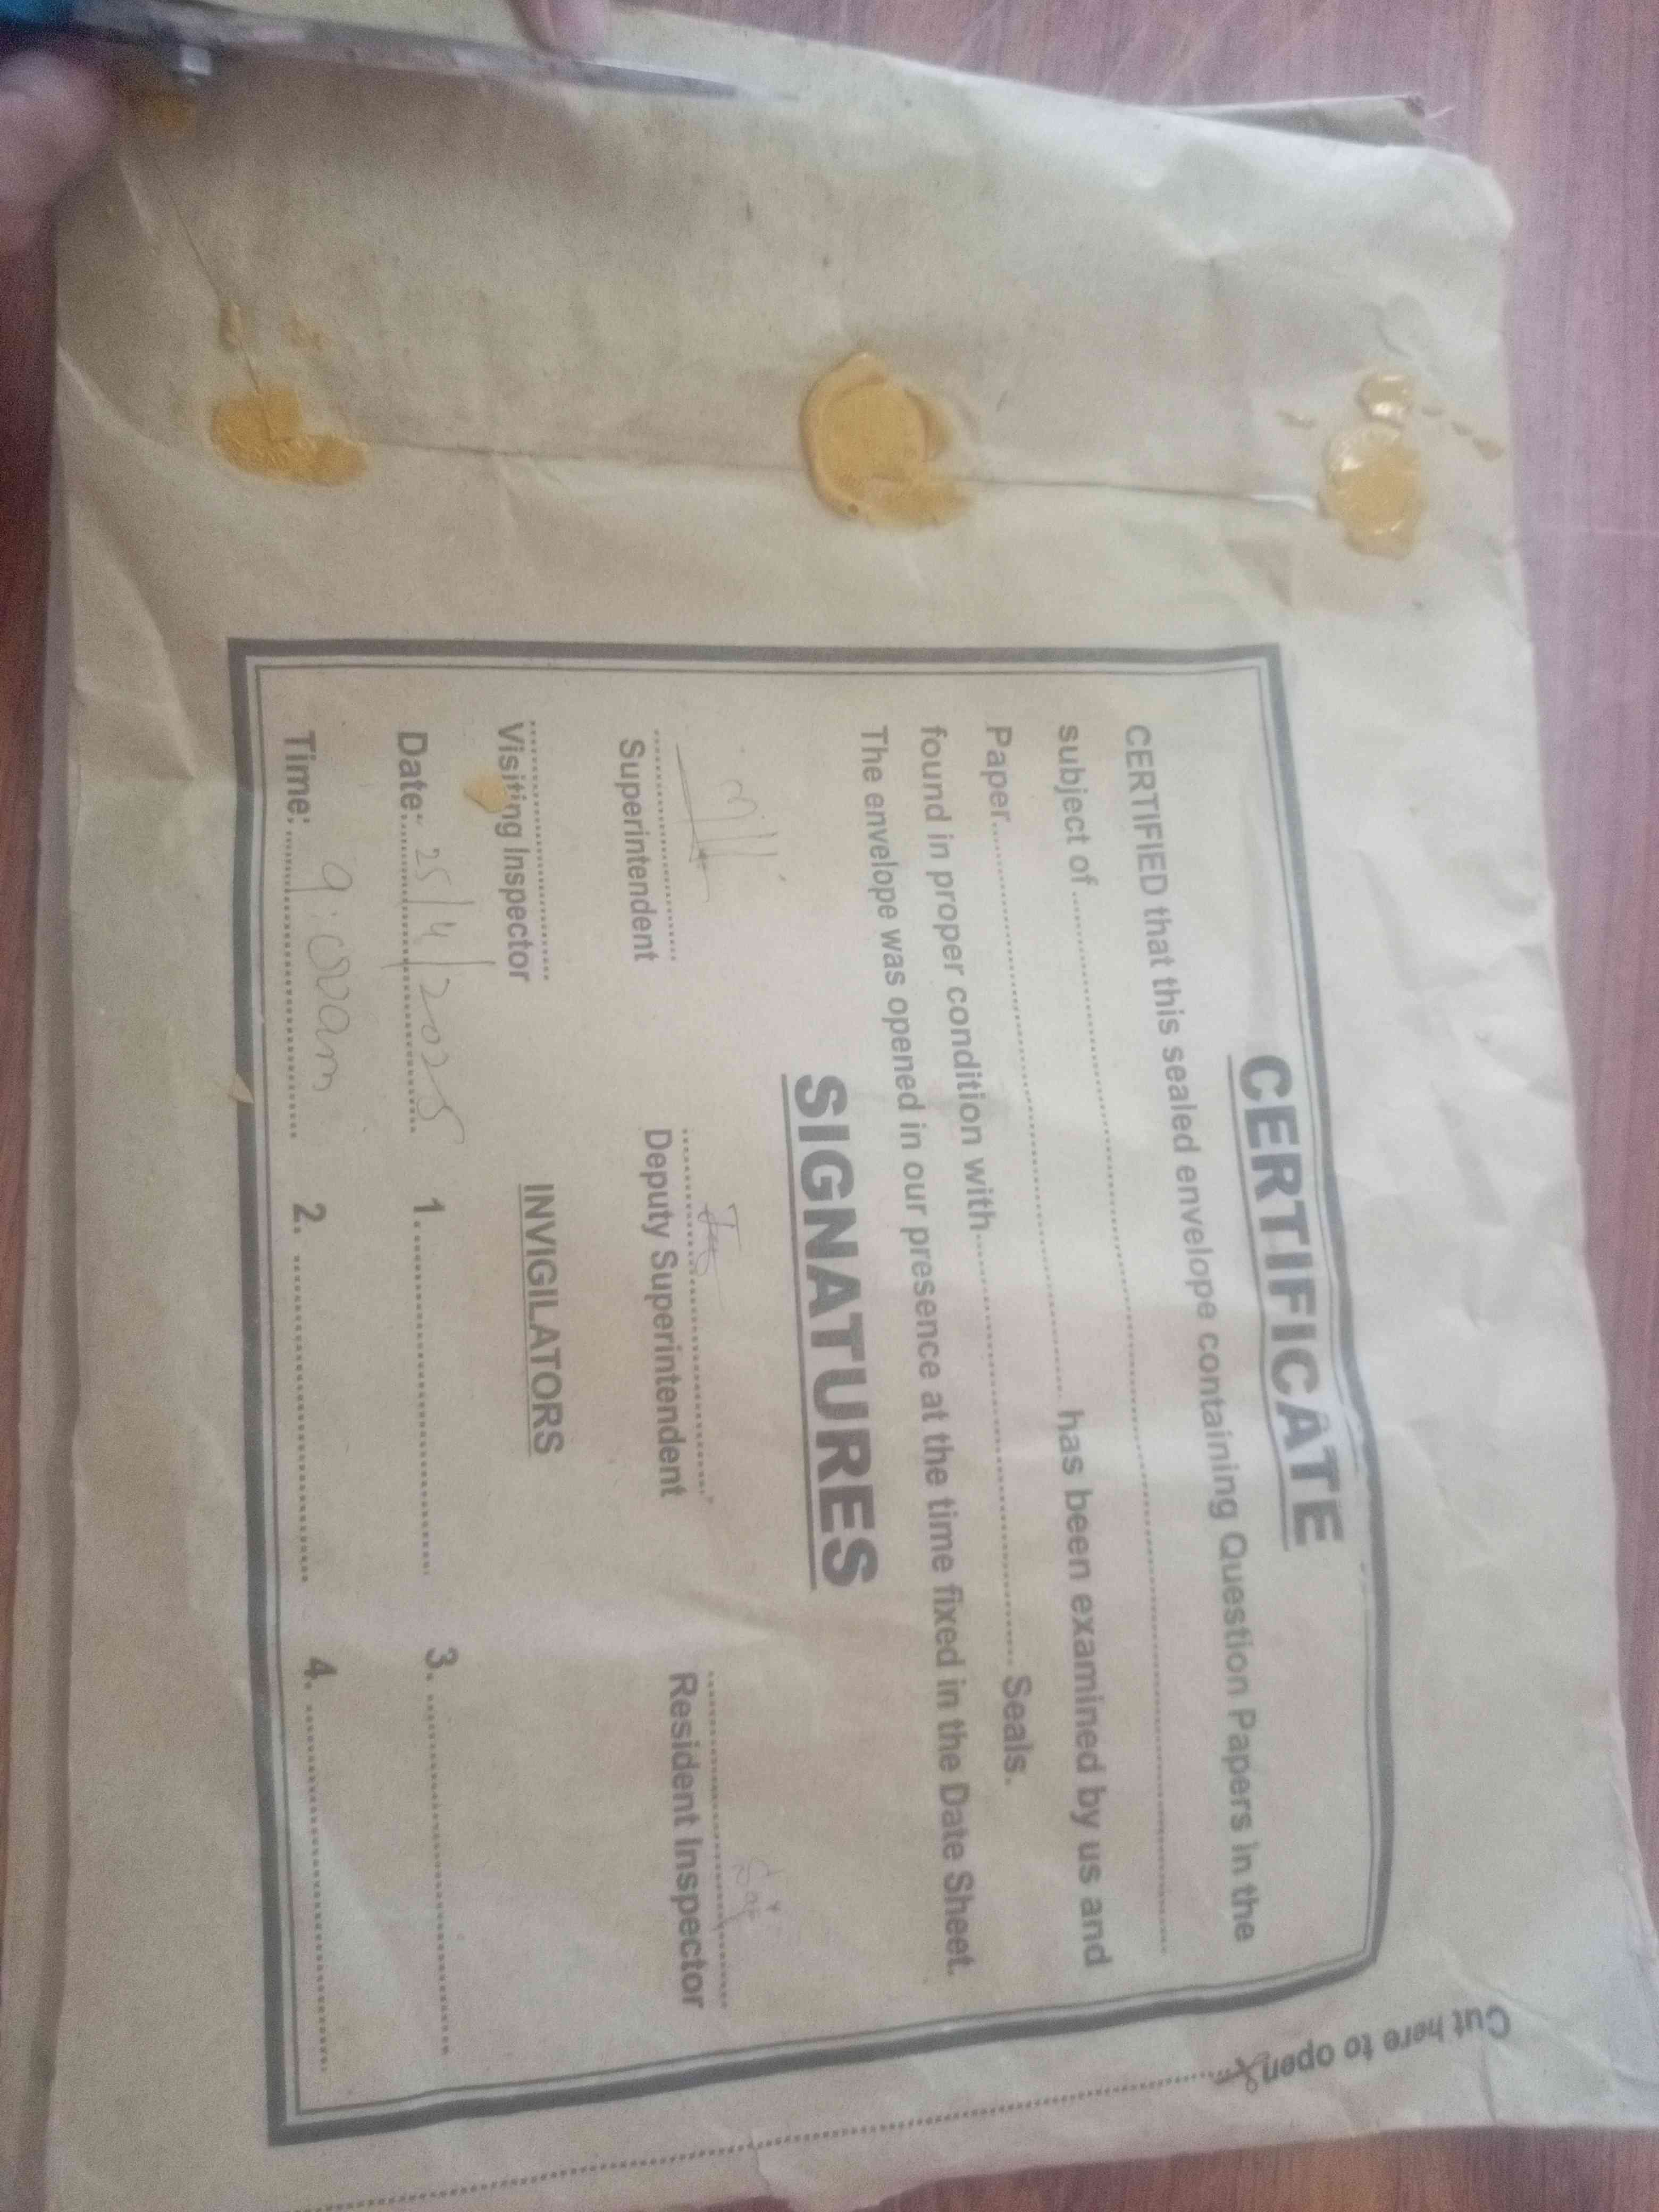 CERTIFICATE
CERTIFIED that this sealed envelope containing Question Papers in the
subject of ............................................................
Paper................................................ has been examined by us and
found in proper condition with................................................ Seals.
The envelope was opened in our presence at the time fixed in the Date Sheet.
SIGNATURES
Superintendent Deputy Superintendent Resident Inspector
Visiting Inspector
INVIGILATORS
Date: 25/4/2025 1. 3.
Time: 9:00am 2. 4.
Cut here to open